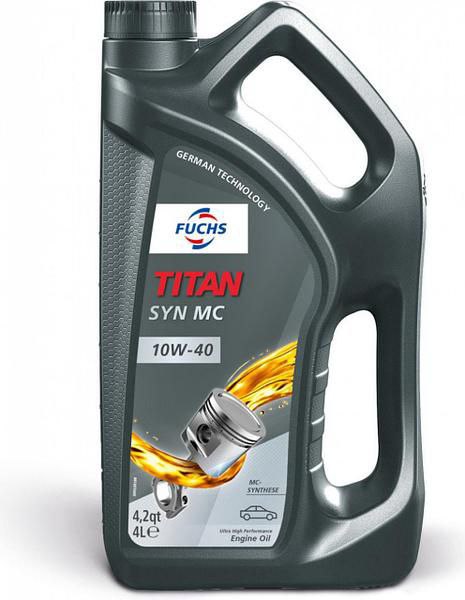 GERMAN TECHNOLOGY
FUCHS
TITAN
SYN MC
10W-40
MC-
SYNTHESE
4,2qt
4L℮
Ultra High Performance
Engine Oil